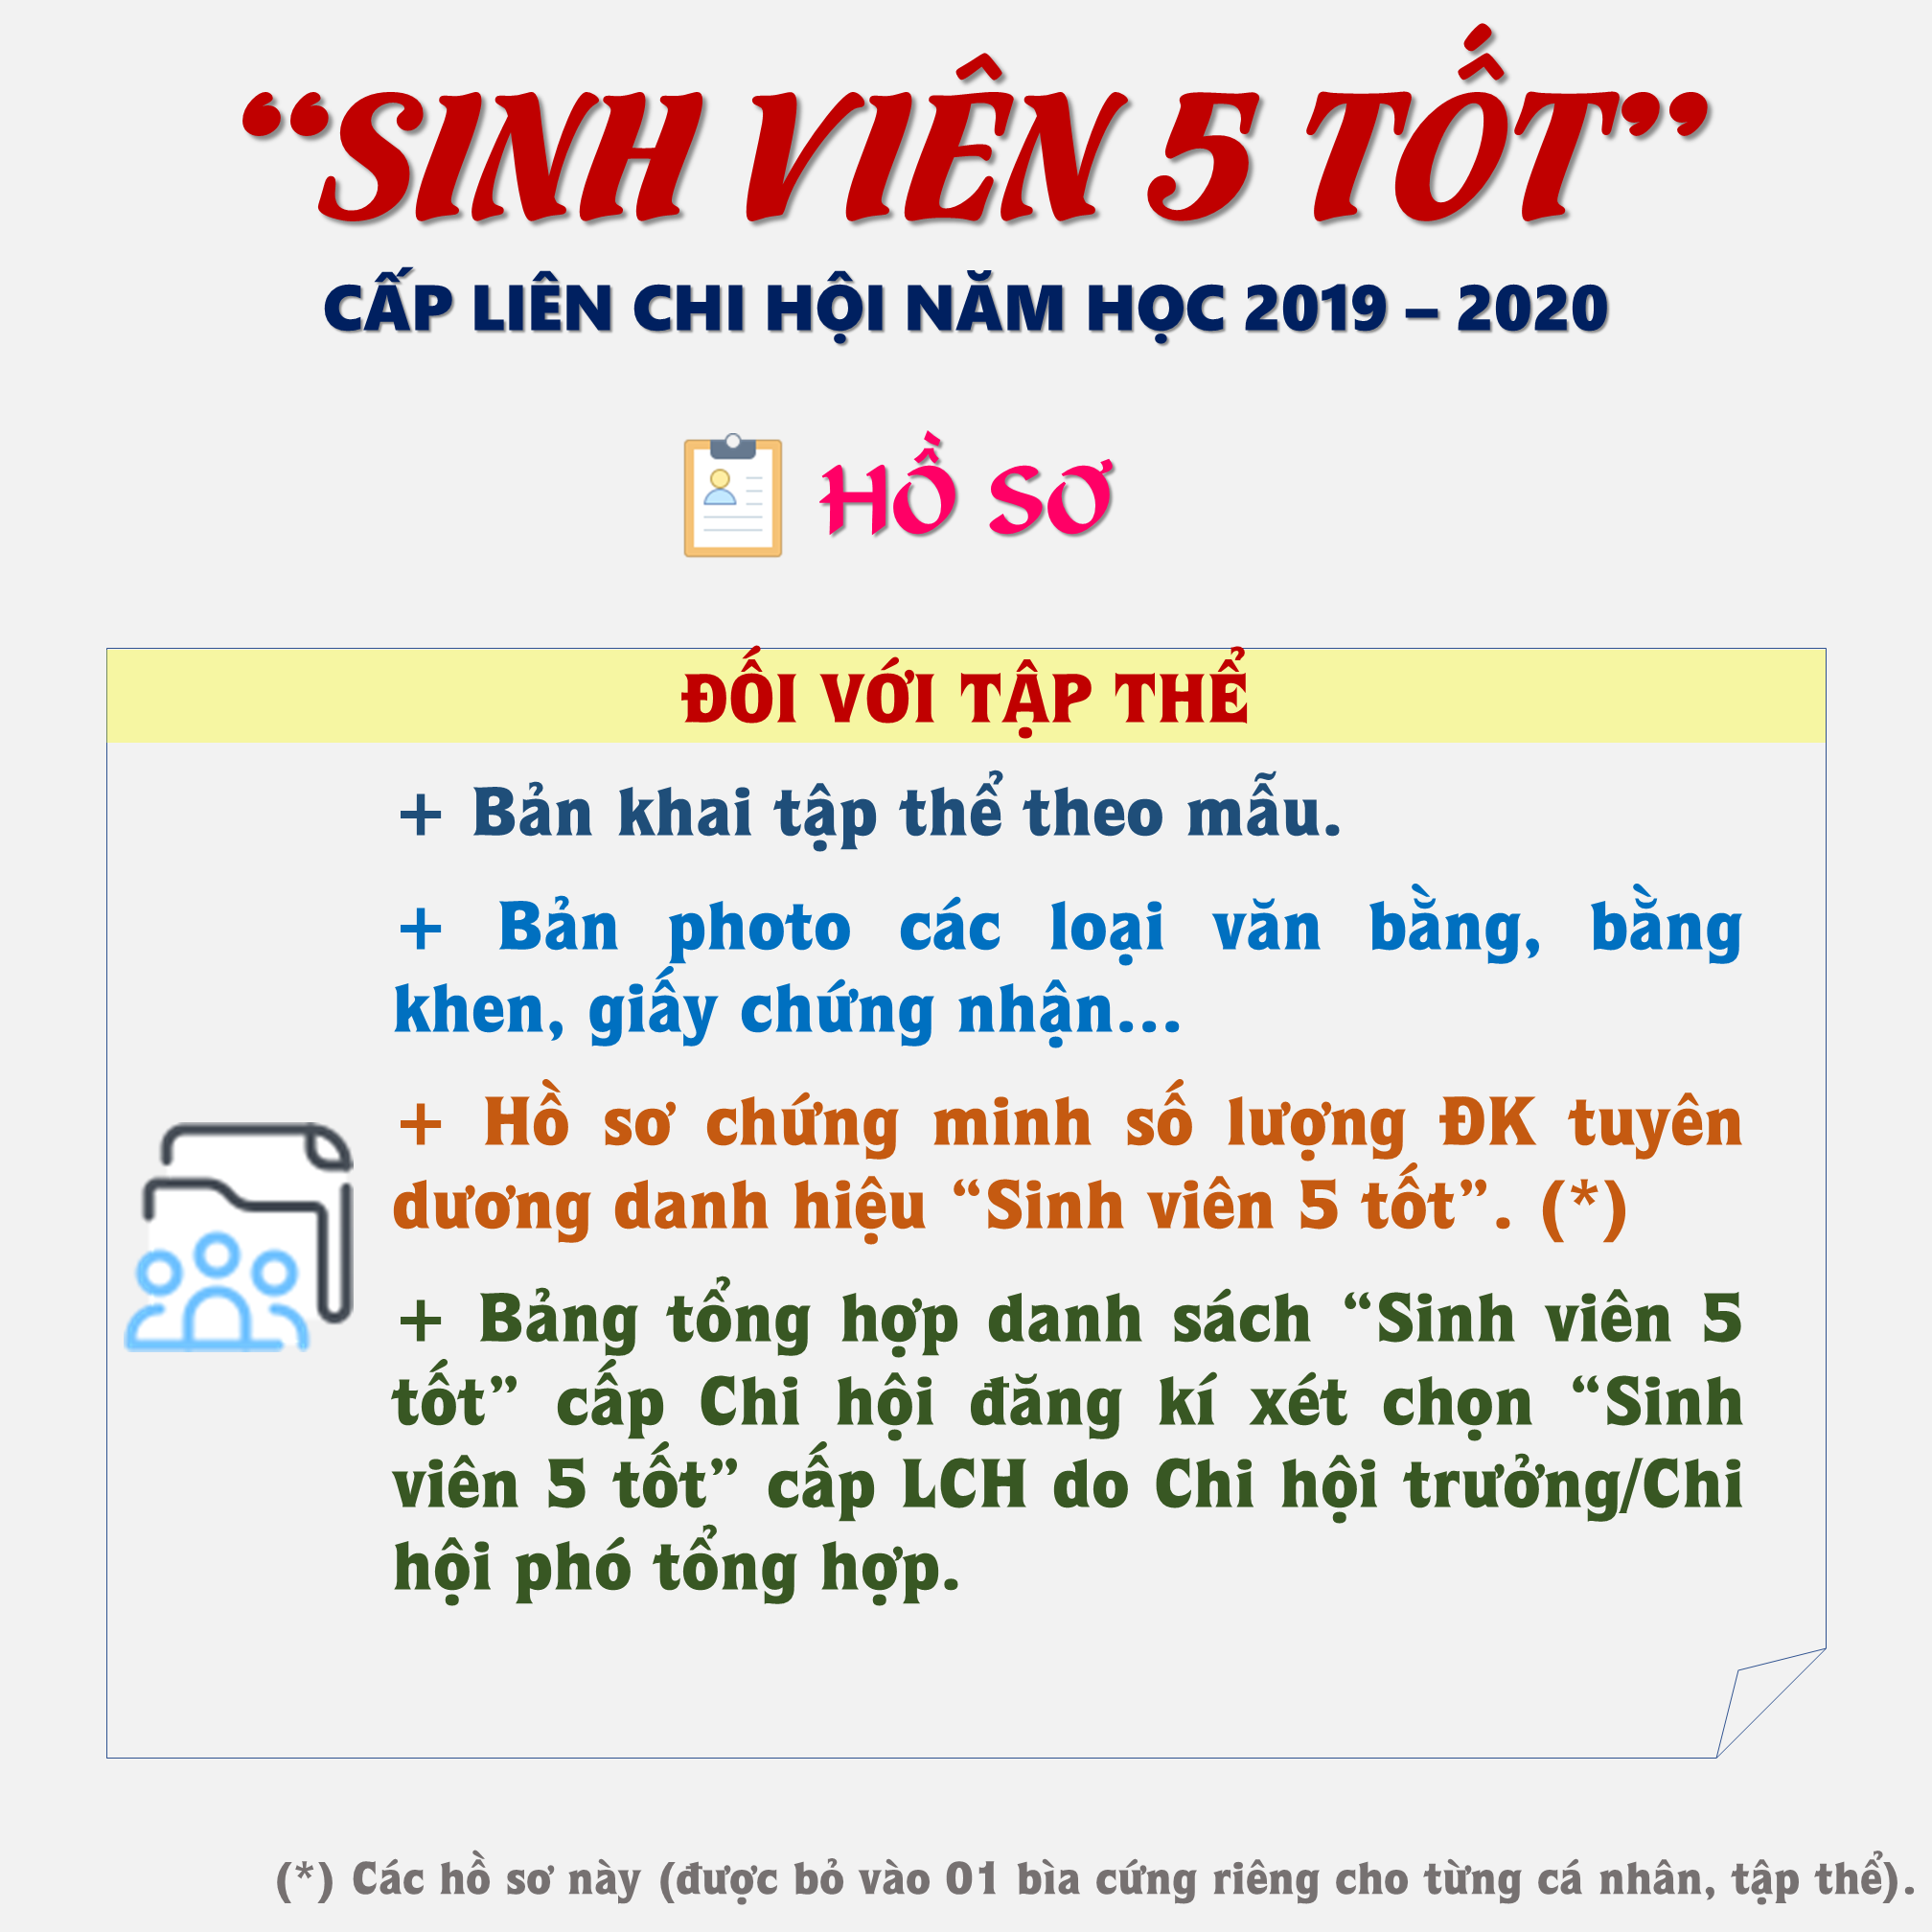 “SINH VIÊN 5 TỐT”
CẤP LIÊN CHI HỘI NĂM HỌC 2019 – 2020
HỒ SƠ
ĐỐI VỚI TẬP THỂ
+ Bản khai tập thể theo mẫu.
+ Bản photo các loại văn bằng, bằng
khen, giấy chứng nhận...
+ Hồ sơ chứng minh số lượng ĐK tuyên
dương danh hiệu “Sinh viên 5 tốt”. (*)
+ Bảng tổng hợp danh sách “Sinh viên 5
tốt” cấp Chi hội đăng kí xét chọn “Sinh
viên 5 tốt” cấp LCH do Chi hội trưởng/Chi
hội phó tổng hợp.
(*) Các hồ sơ này (được bỏ vào 01 bìa cứng riêng cho từng cá nhân, tập thể).